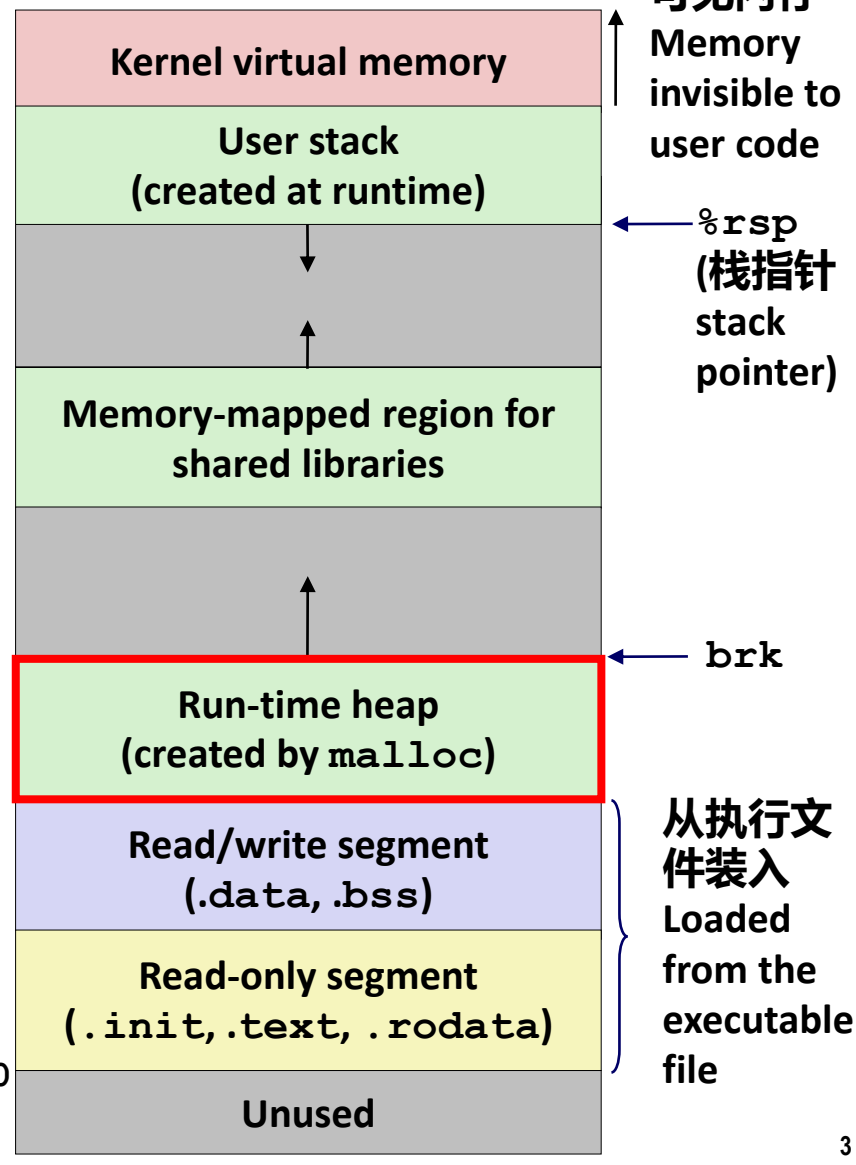 Kernel virtual memory
Memory
invisible to
user code
User stack
(created at runtime)
%rsp
(栈指针
stack
pointer)
Memory-mapped region for
shared libraries
brk
Run-time heap
(created by malloc)
Read/write segment
(.data, .bss)
Read-only segment
(.init, .text, .rodata)
从执行文
件装入
Loaded
from the
executable
file
Unused
3